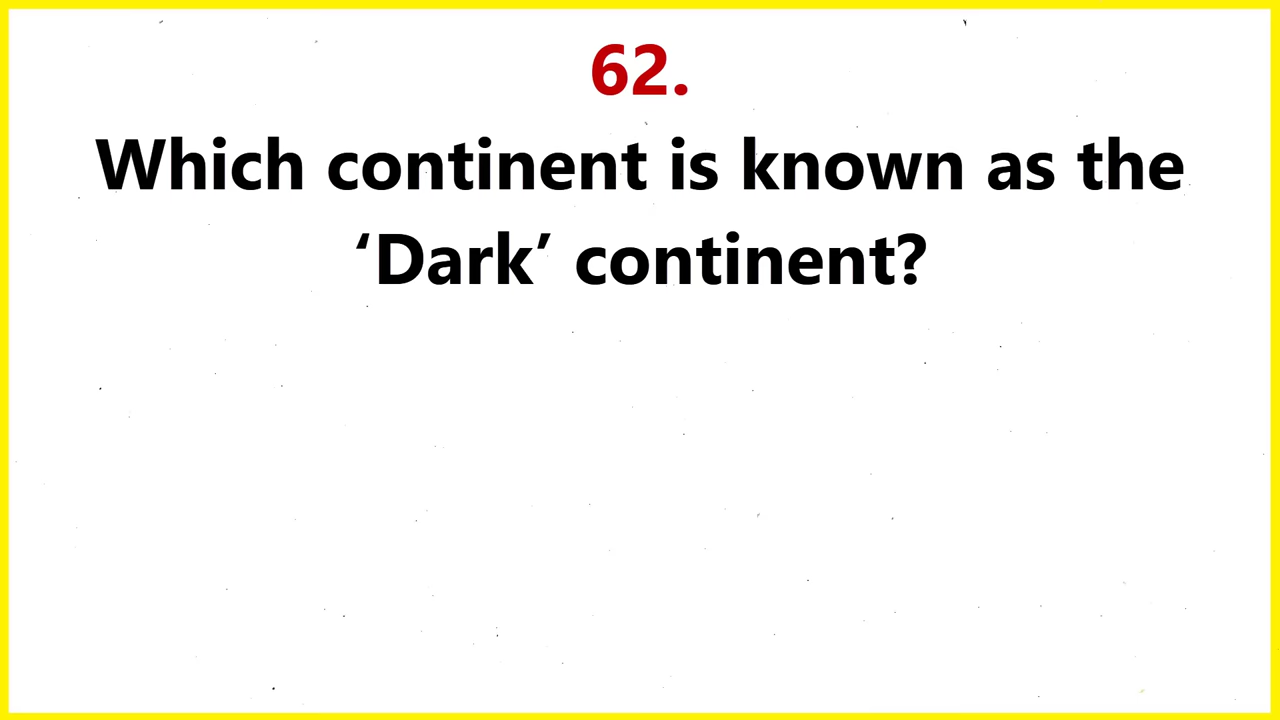 62.
Which continent is known as the
‘Dark’ continent?